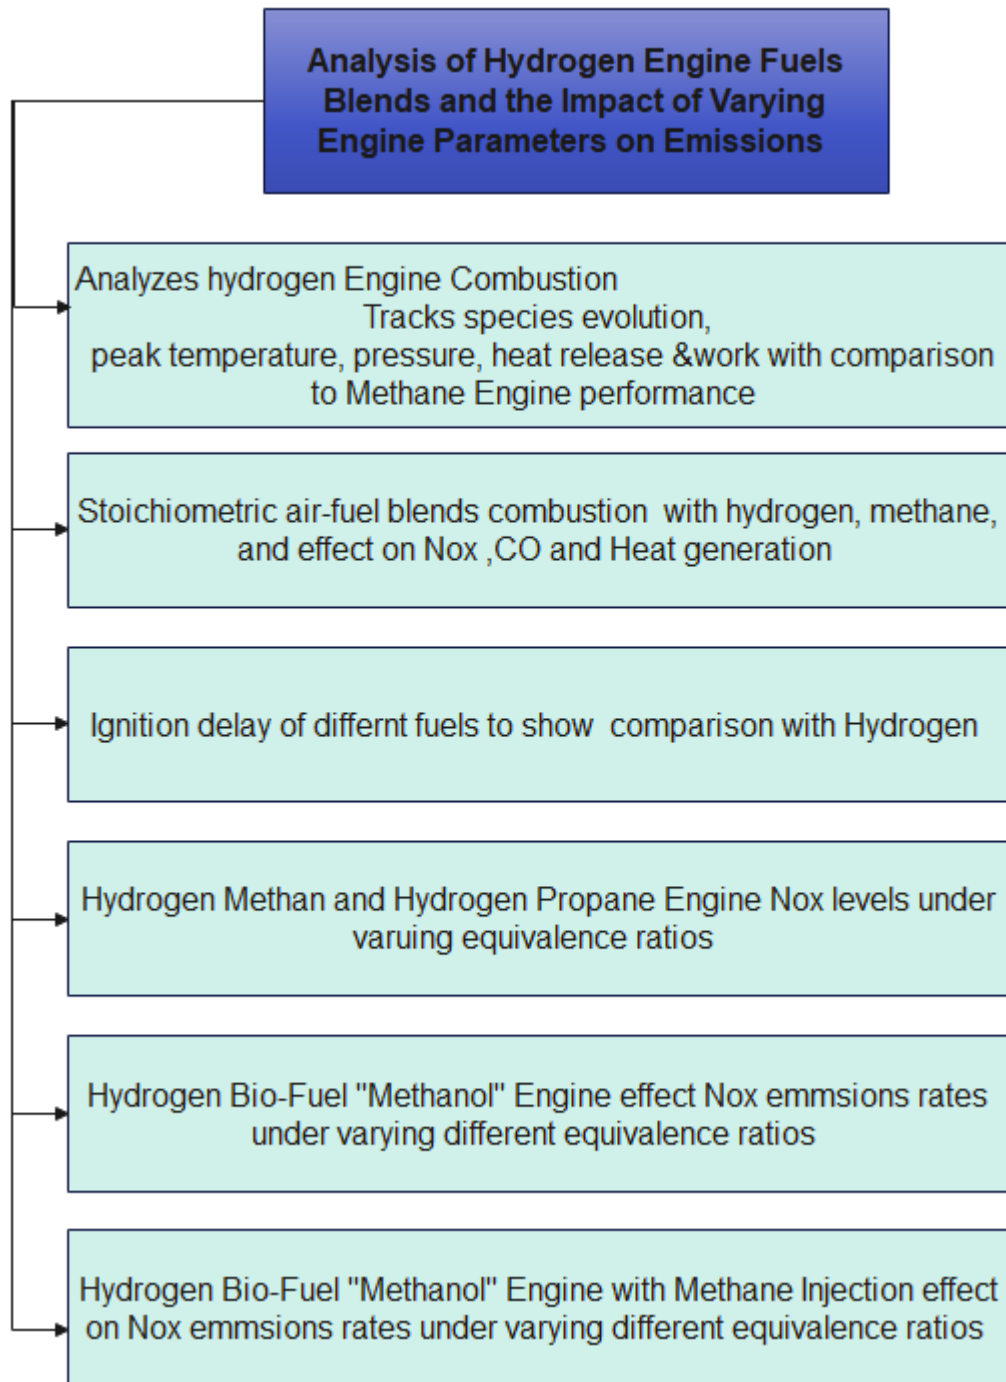 Analysis of Hydrogen Engine Fuels
Blends and the Impact of Varying
Engine Parameters on Emissions
Analyzes hydrogen Engine Combustion
Tracks species evolution,
peak temperature, pressure, heat release &work with comparison
to Methane Engine performance
Stoichiometric air-fuel blends combustion  with hydrogen, methane,
and effect on Nox ,CO and Heat generation
Ignition delay of differnt fuels to show  comparison with Hydrogen
Hydrogen Methan and Hydrogen Propane Engine Nox levels under
varuing equivalence ratios
Hydrogen Bio-Fuel "Methanol" Engine effect Nox emmsions rates
under varying different equivalence ratios
Hydrogen Bio-Fuel "Methanol" Engine with Methane Injection effect
on Nox emmsions rates under varying different equivalence ratios